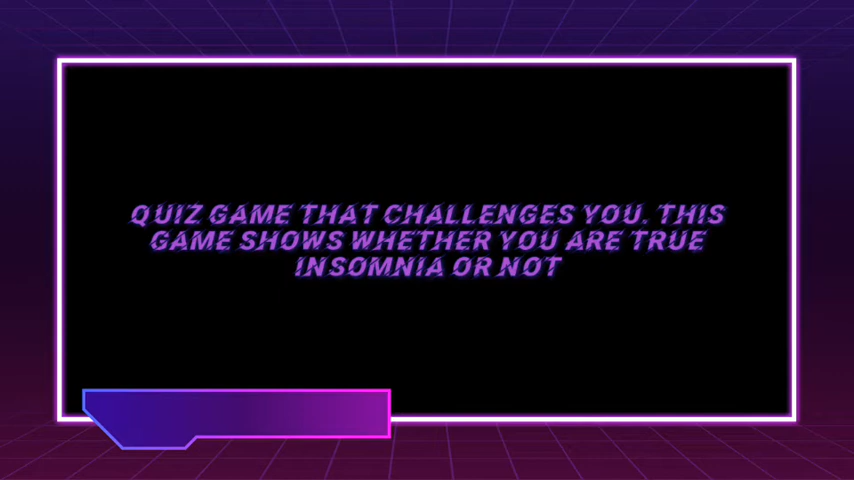 QUIZ GAME THAT CHALLENGES YOU. THIS
GAME SHOWS WHETHER YOU ARE TRUE
INSOMNIA OR NOT